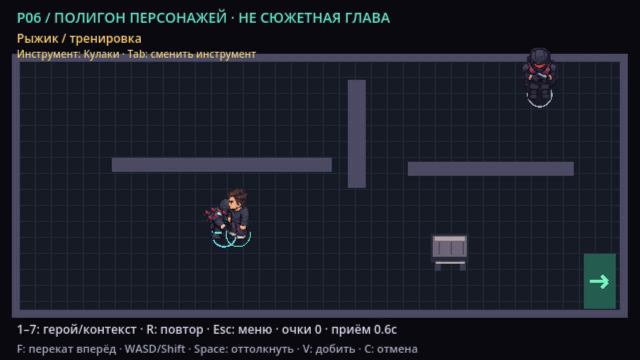 P06 / ПОЛИГОН ПЕРСОНАЖЕЙ · НЕ СЮЖЕТНАЯ ГЛАВА
Рыжик / тренировка
Инструмент: Кулаки · Tab: сменить инструмент
1–7: герой/контекст · R: повтор · Esc: меню · очки 0 · приём 0.6с
F: перекат вперёд · WASD/Shift · Space: оттолкнуть · V: добить · C: отмена